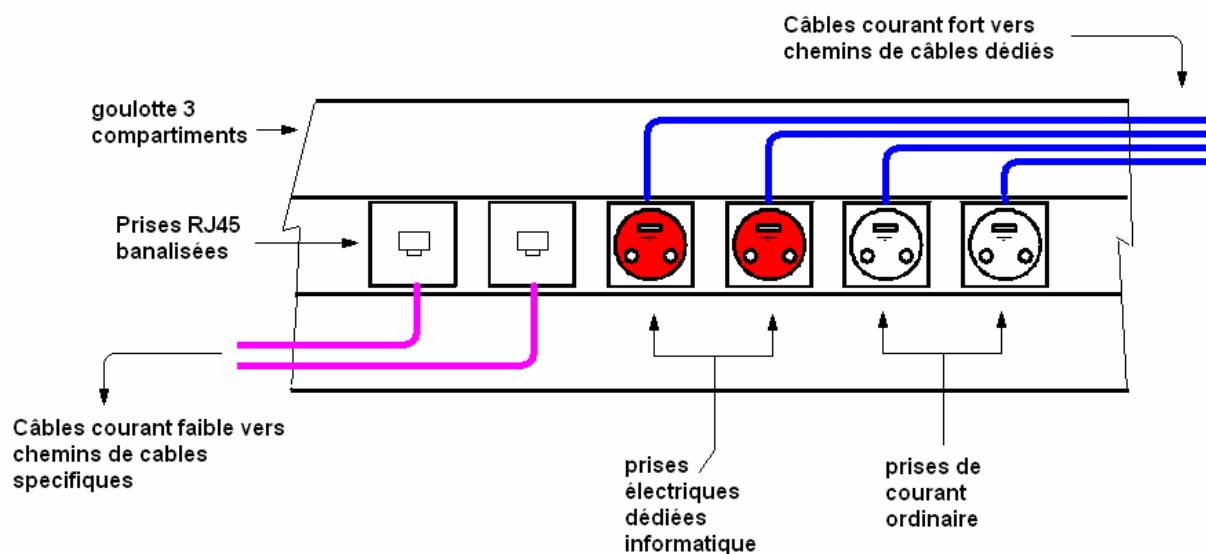 Câbles courant fort vers
chemins de câbles dédiés
goulotte 3
compartiments
Prises RJ45
banalisées
Câbles courant faible vers
chemins de cables
specifiques
prises
électriques
dédiées
informatique
prises de
courant
ordinaire